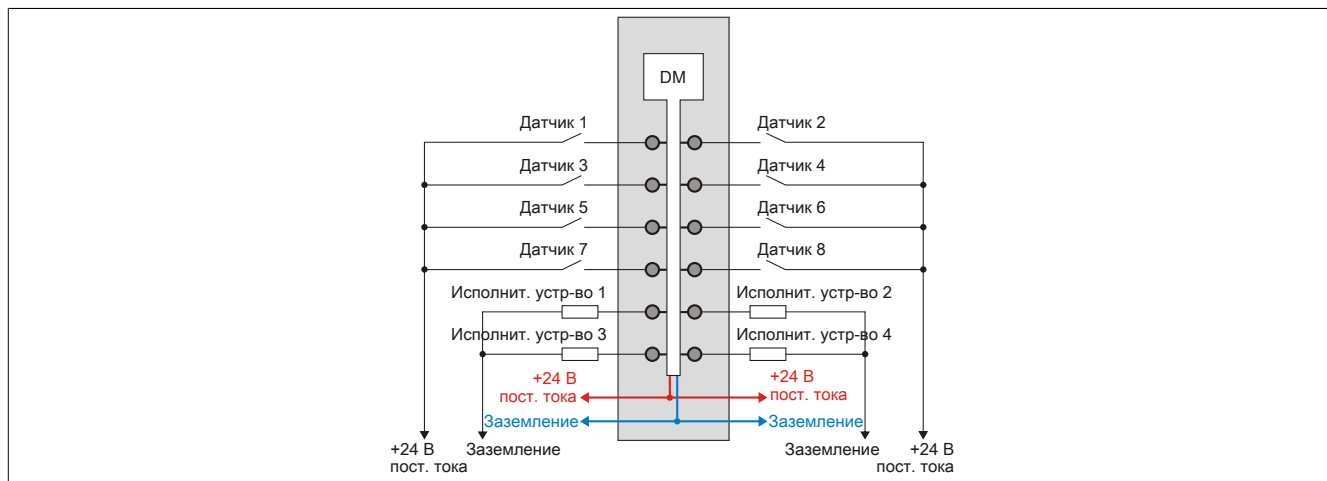 DM
Датчик 1
Датчик 2
Датчик 3
Датчик 4
Датчик 5
Датчик 6
Датчик 7
Датчик 8
Исполнит. устр-во 1
Исполнит. устр-во 2
Исполнит. устр-во 3
Исполнит. устр-во 4
+24 В
пост. тока
+24 В
пост. тока
Заземление
Заземление
+24 В
пост. тока
Заземление
Заземление
+24 В
пост. тока